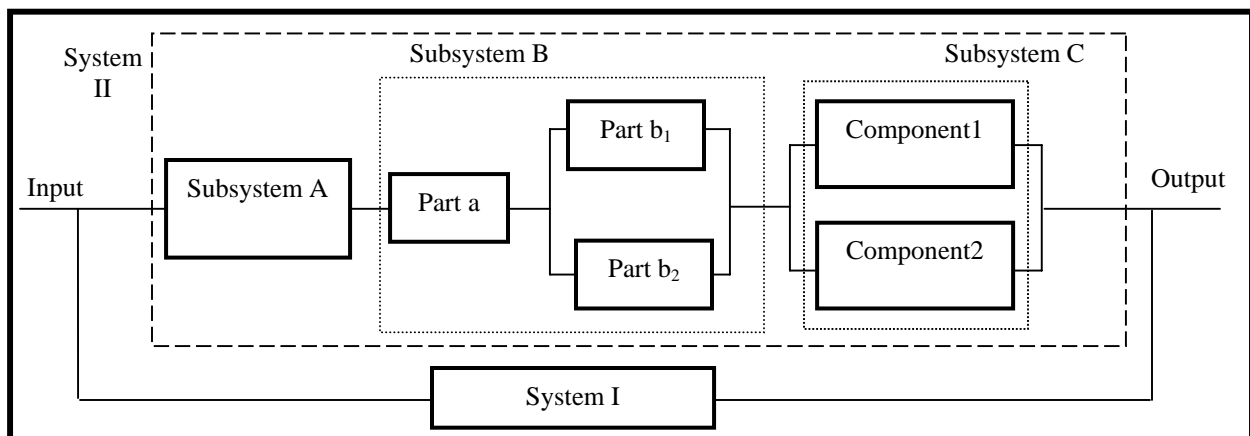 System
II
Subsystem B
Subsystem C
Input
Subsystem A
Part a
Part b₁
Part b₂
Component1
Component2
Output
System I